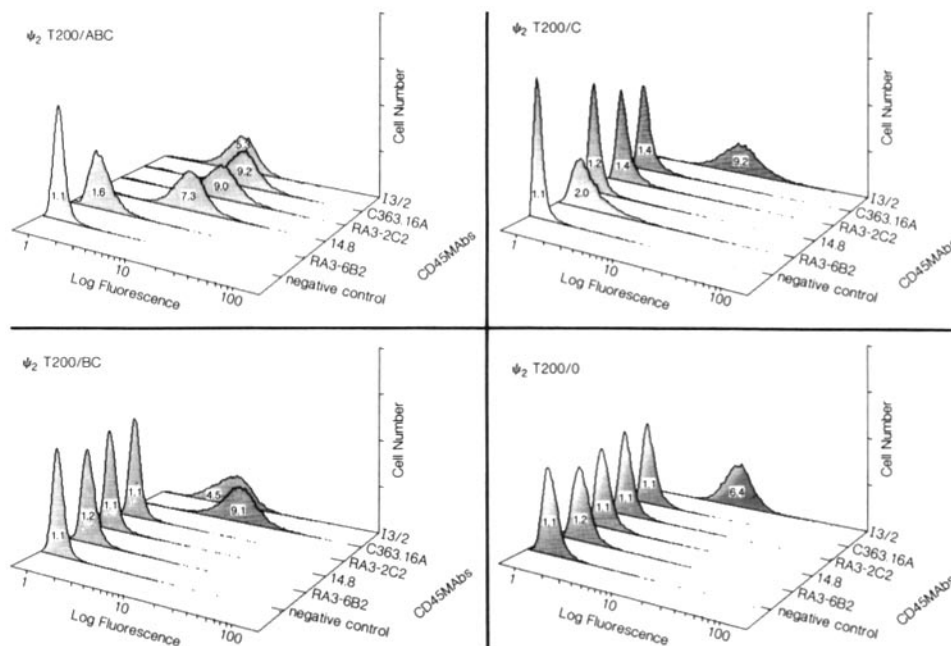 ψ₂ T200/ABC
Cell Number
5.7
9.2
9.0
7.3
1.6
1.1
I3/2
C363.16A
RA3-2C2
14.8
RA3-6B2
negative control
CD45MAbs
1
10
100
Log Fluorescence
ψ₂ T200/C
Cell Number
9.2
1.4
1.4
1.2
2.0
1.1
I3/2
C363.16A
RA3-2C2
14.8
RA3-6B2
negative control
CD45MAbs
1
10
100
Log Fluorescence
ψ₂ T200/BC
Cell Number
4.5
9.1
1.1
1.1
1.2
1.1
I3/2
C363.16A
RA3-2C2
14.8
RA3-6B2
negative control
CD45MAbs
1
10
100
Log Fluorescence
ψ₂ T200/0
Cell Number
6.4
1.1
1.1
1.1
1.2
1.1
I3/2
C363.16A
RA3-2C2
14.8
RA3-6B2
negative control
CD45MAbs
1
10
100
Log Fluorescence